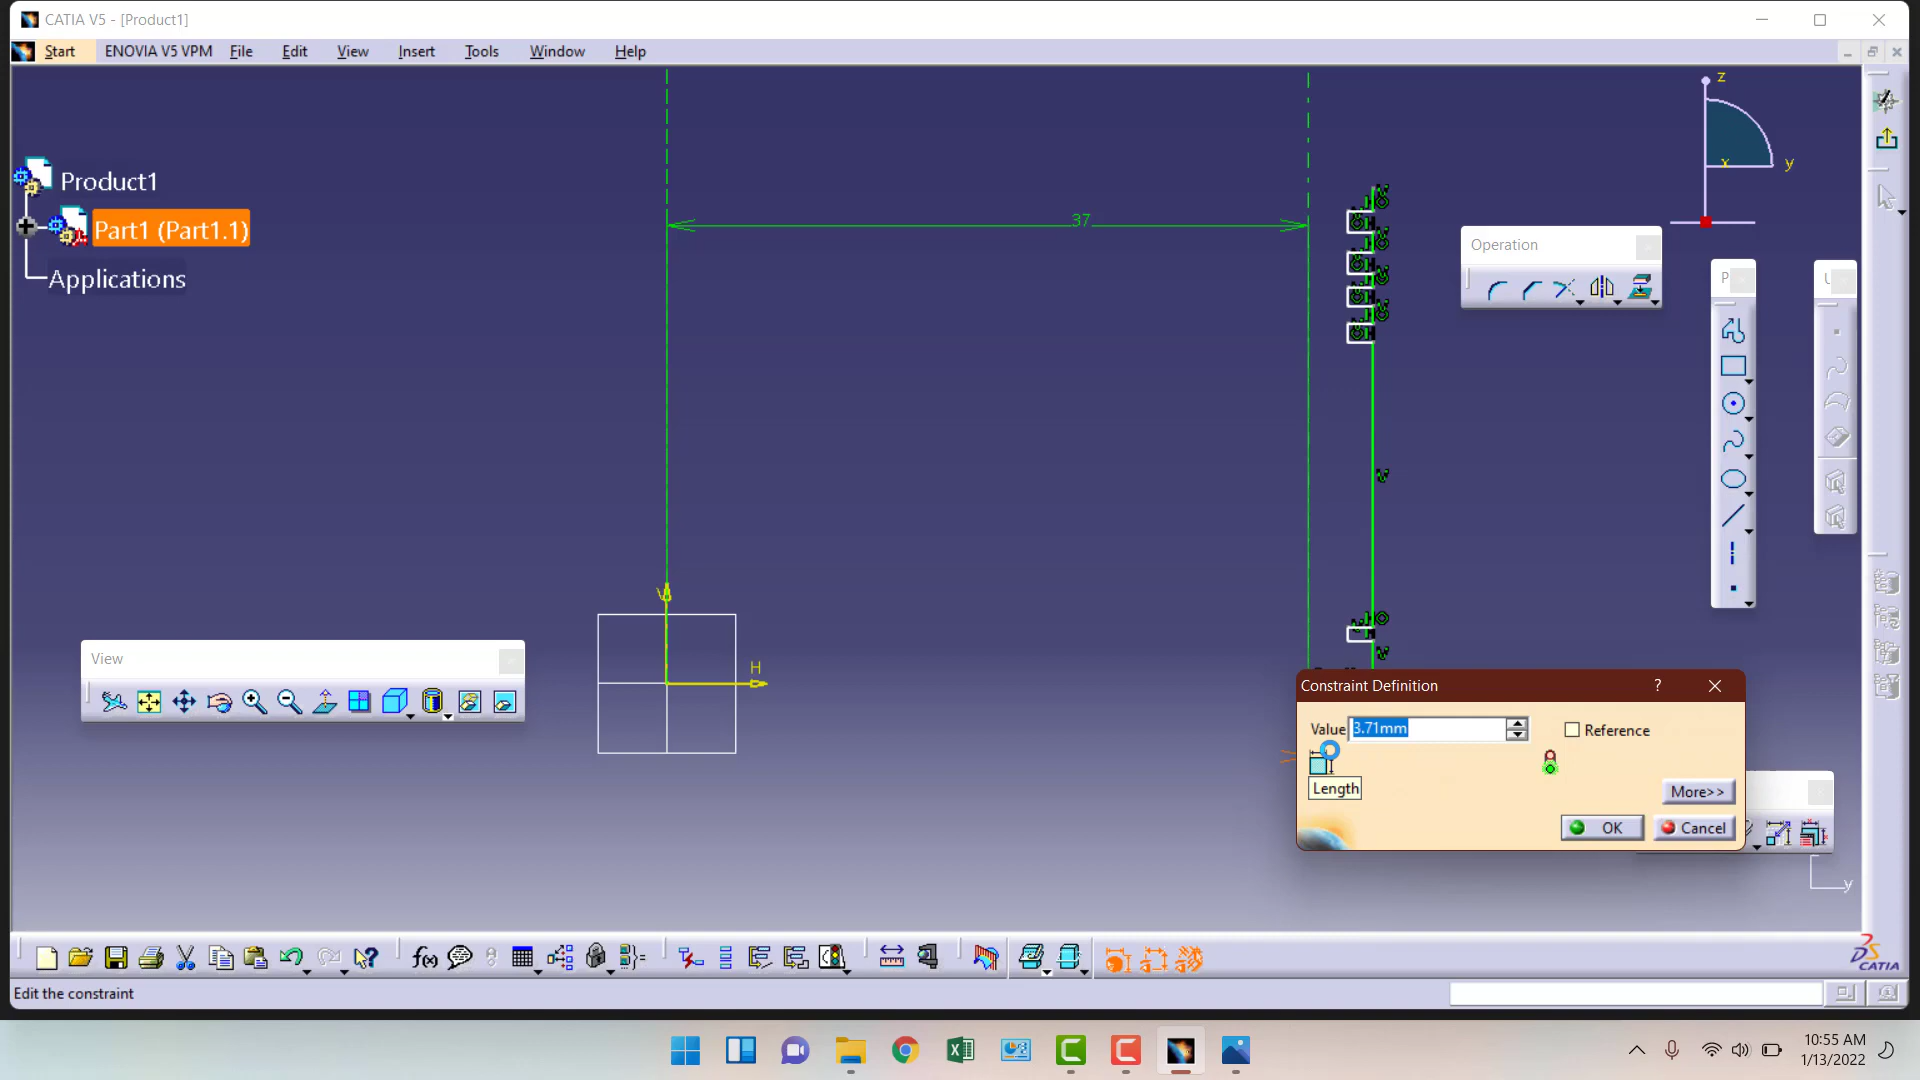 CATIA V5 - [Product1]
Start ENOVIA V5 VPM File Edit View Insert Tools Window Help
z
x
y
37
Product1
Part1 (Part1.1)
Applications
Operation
P
V
H
View
Constraint Definition ?
Value 3.71mm
Reference
Length
More>>
OK
Cancel
y
f(x)
CATIA
Edit the constraint
10:55 AM
1/13/2022